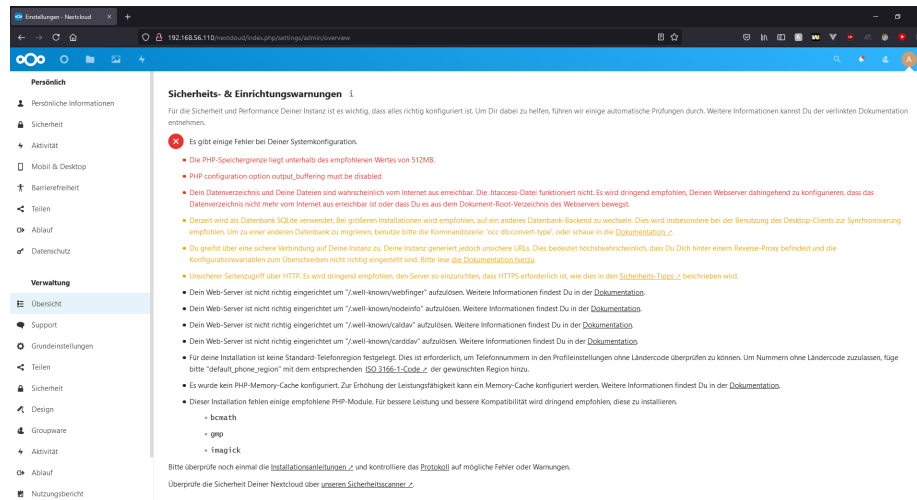 Einstellungen - Nextcloud
192.168.56.110/nextcloud/index.php/settings/admin/overview
A
Persönlich
Persönliche Informationen
Sicherheit
Aktivität
Mobil & Desktop
Barrierefreiheit
Teilen
Ablauf
Datenschutz
Verwaltung
Übersicht
Support
Grundeinstellungen
Teilen
Sicherheit
Design
Groupware
Aktivität
Ablauf
Nutzungsbericht
Sicherheits- & Einrichtungswarnungen i
Für die Sicherheit und Performance Deiner Instanz ist es wichtig, dass alles richtig konfiguriert ist. Um Dir dabei zu helfen, führen wir einige automatische Prüfungen durch. Weitere Informationen kannst Du der verlinkten Dokumentation
entnehmen.
Es gibt einige Fehler bei Deiner Systemkonfiguration.
Die PHP-Speichergrenze liegt unterhalb des empfohlenen Wertes von 512MB.
PHP configuration option output_buffering must be disabled
Dein Datenverzeichnis und Deine Dateien sind wahrscheinlich vom Internet aus erreichbar. Die .htaccess-Datei funktioniert nicht. Es wird dringend empfohlen, Deinen Webserver dahingehend zu konfigurieren, dass das
Datenverzeichnis nicht mehr vom Internet aus erreichbar ist oder dass Du es aus dem Dokument-Root-Verzeichnis des Webservers bewegst.
Derzeit wird als Datenbank SQLite verwendet. Bei größeren Installationen wird empfohlen, auf ein anderes Datenbank-Backend zu wechseln. Dies wird insbesondere bei der Benutzung des Desktop-Clients zur Synchronisierung
empfohlen. Um zu einer anderen Datenbank zu migrieren, benutze bitte die Kommandozeile: 'occ db:convert-type', oder schaue in die Dokumentation ↗.
Du greifst über eine sichere Verbindung auf Deine Instanz zu, Deine Instanz generiert jedoch unsichere URLs. Dies bedeutet höchstwahrscheinlich, dass Du Dich hinter einem Reverse-Proxy befindest und die
Konfigurationsvariablen zum Überschreiben nicht richtig eingestellt sind. Bitte lese die Dokumentation hierzu.
Unsicherer Seitenzugriff über HTTP. Es wird dringend empfohlen, den Server so einzurichten, dass HTTPS erforderlich ist, wie dies in den Sicherheits-Tipps ↗ beschrieben wird.
Dein Web-Server ist nicht richtig eingerichtet um "/.well-known/webfinger" aufzulösen. Weitere Informationen findest Du in der Dokumentation.
Dein Web-Server ist nicht richtig eingerichtet um "/.well-known/nodeinfo" aufzulösen. Weitere Informationen findest Du in der Dokumentation.
Dein Web-Server ist nicht richtig eingerichtet um "/.well-known/caldav" aufzulösen. Weitere Informationen findest Du in der Dokumentation.
Dein Web-Server ist nicht richtig eingerichtet um "/.well-known/carddav" aufzulösen. Weitere Informationen findest Du in der Dokumentation.
Für deine Installation ist keine Standard-Telefonregion festgelegt. Dies ist erforderlich, um Telefonnummern in den Profileinstellungen ohne Ländercode überprüfen zu können. Um Nummern ohne Ländercode zuzulassen, füge
bitte "default_phone_region" mit dem entsprechenden ISO 3166-1-Code ↗ der gewünschten Region hinzu.
Es wurde kein PHP-Memory-Cache konfiguriert. Zur Erhöhung der Leistungsfähigkeit kann ein Memory-Cache konfiguriert werden. Weitere Informationen findest Du in der Dokumentation.
Dieser Installation fehlen einige empfohlene PHP-Module. Für bessere Leistung und bessere Kompatibilität wird dringend empfohlen, diese zu installieren.
bcmath
gmp
imagick
Bitte überprüfe noch einmal die Installationsanleitungen ↗ und kontrolliere das Protokoll auf mögliche Fehler oder Warnungen.
Überprüfe die Sicherheit Deiner Nextcloud über unseren Sicherheitsscanner ↗.